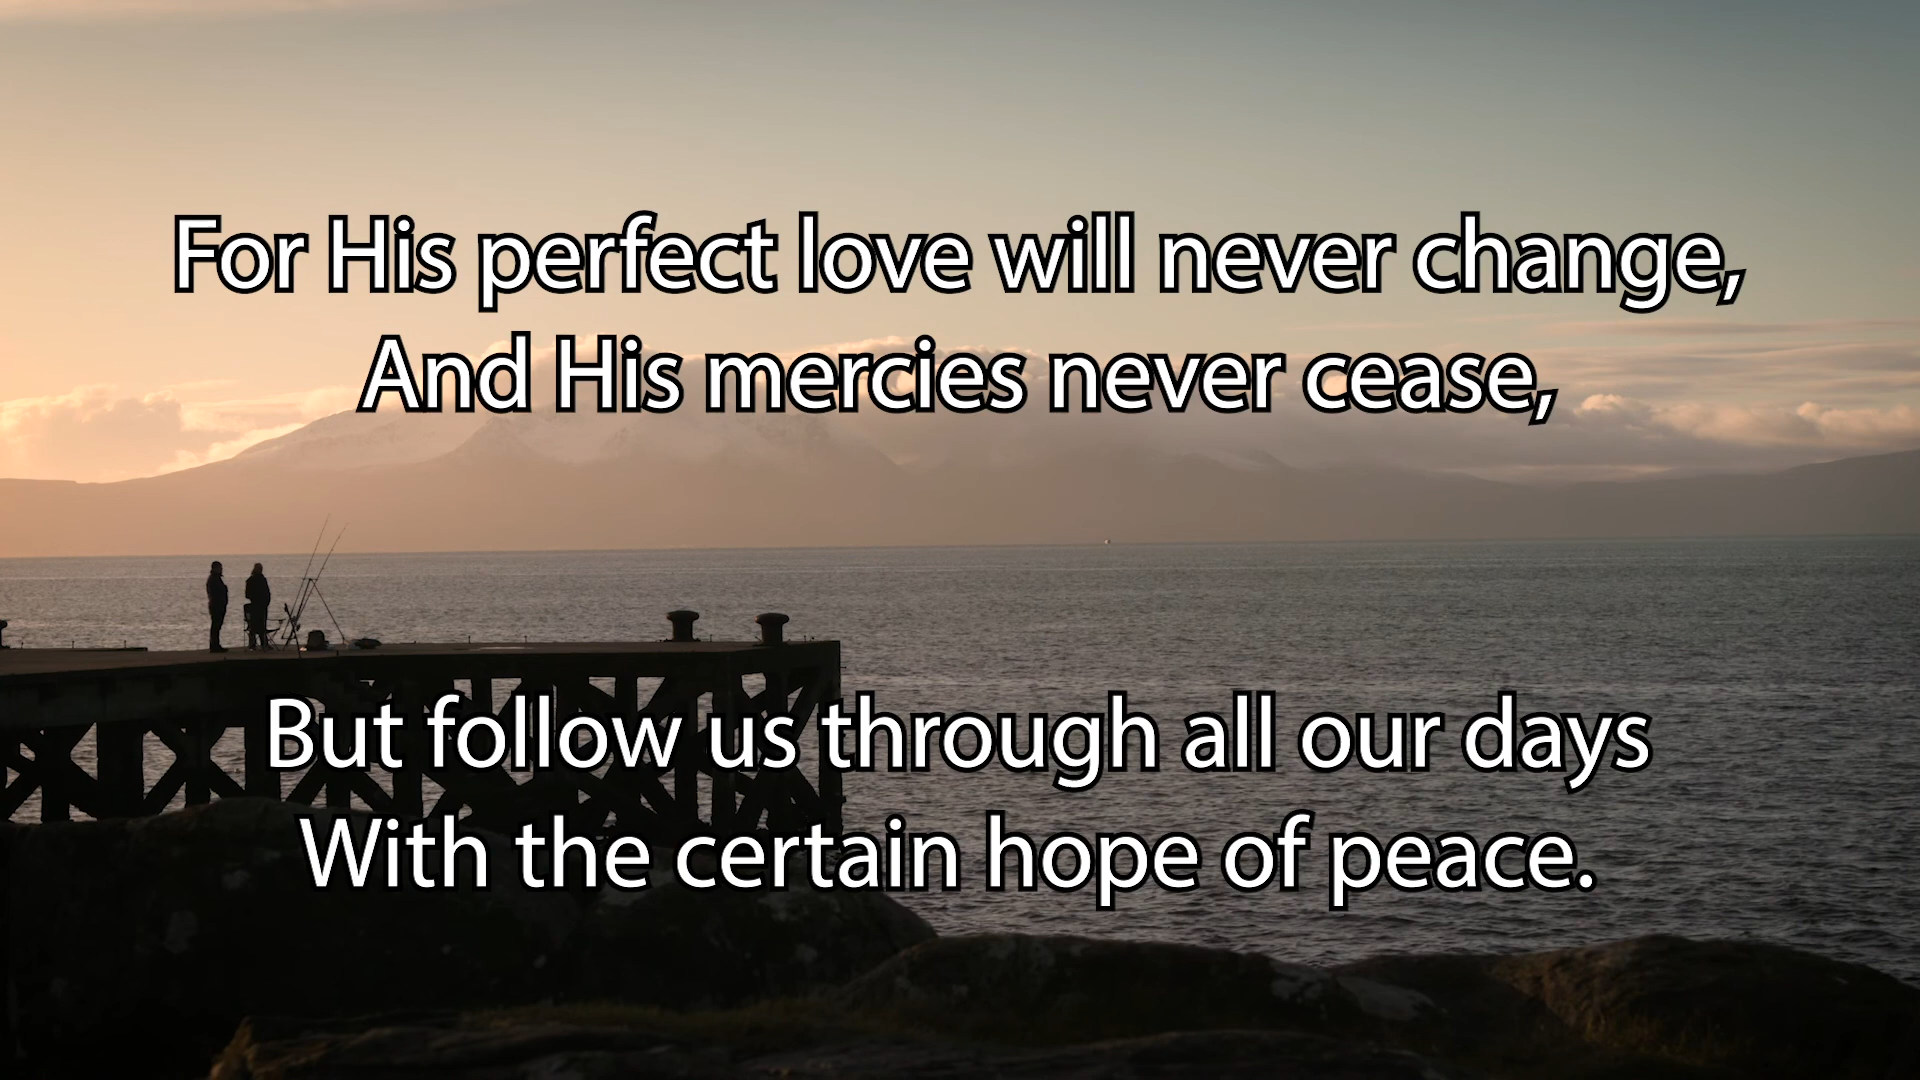 For His perfect love will never change,
And His mercies never cease,
But follow us through all our days
With the certain hope of peace.